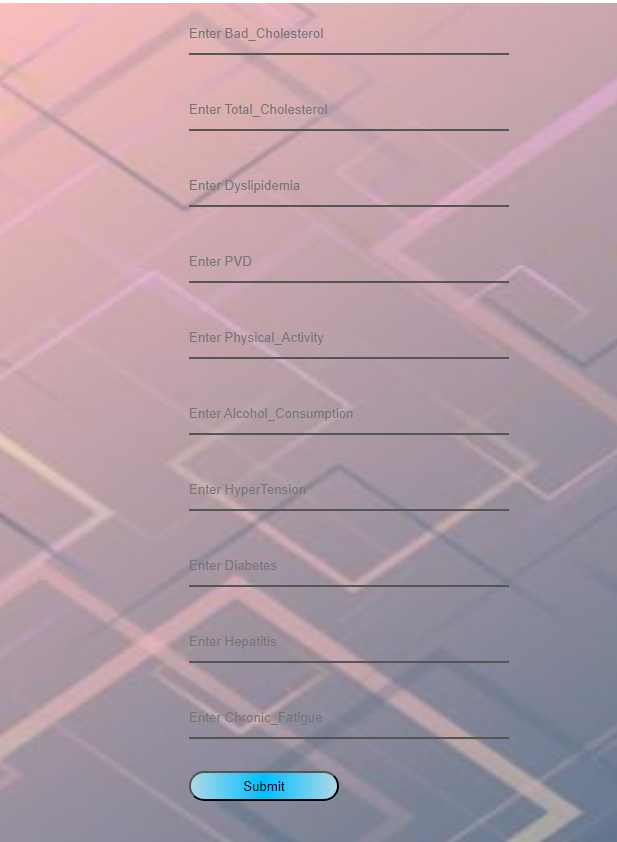 Enter Bad_Cholesterol
Enter Total_Cholesterol
Enter Dyslipidemia
Enter PVD
Enter Physical_Activity
Enter Alcohol_Consumption
Enter HyperTension
Enter Diabetes
Enter Hepatitis
Enter Chronic_Fatigue
Submit